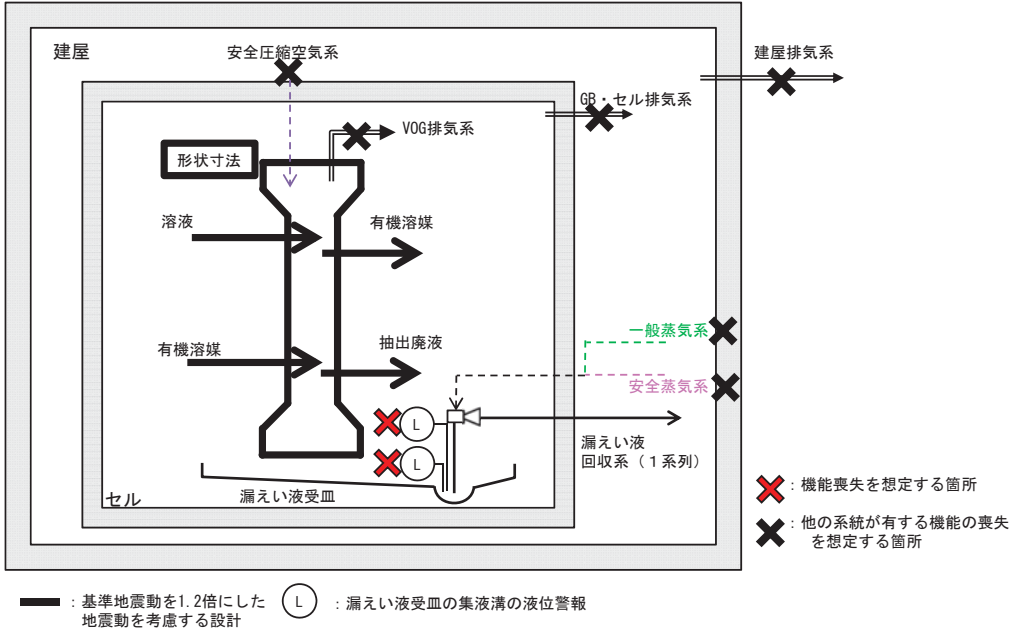 建屋
安全圧縮空気系
建屋排気系
GB・セル排気系
VOG排気系
形状寸法
溶液
有機溶媒
有機溶媒
抽出廃液
一般蒸気系
安全蒸気系
L
L
漏えい液
回収系（１系列）
セル
漏えい液受皿
：機能喪失を想定する箇所
：他の系統が有する機能の喪失
を想定する箇所
：基準地震動を1.2倍にした
地震動を考慮する設計
L
：漏えい液受皿の集液溝の液位警報